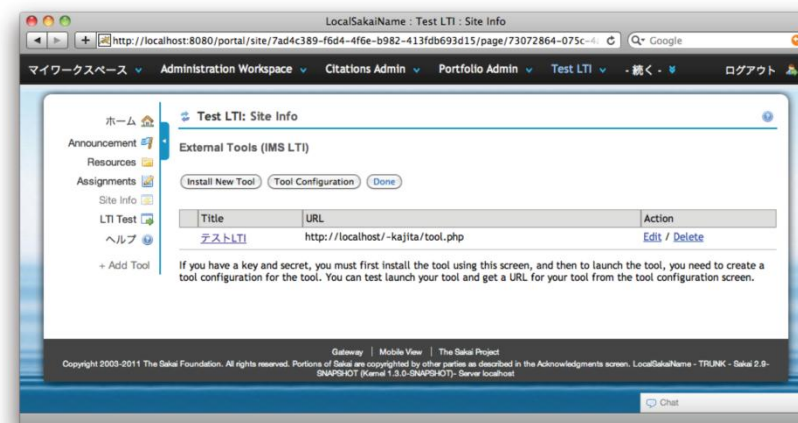 LocalSakaiName : Test LTI : Site Info
http://localhost:8080/portal/site/7ad4c389-f6d4-4f6e-b982-413fdb693d15/page/73072864-075c-4
Google
マイワークスペース Administration Workspace Citations Admin Portfolio Admin Test LTI - 続く - ログアウト
ホーム
Announcement
Resources
Assignments
Site Info
LTI Test
ヘルプ
+ Add Tool
Test LTI: Site Info
External Tools (IMS LTI)
Install New Tool Tool Configuration Done
Title URL Action
テストLTI http://localhost/~kajita/tool.php Edit / Delete
If you have a key and secret, you must first install the tool using this screen, and then to launch the tool, you need to create a
tool configuration for the tool. You can test launch your tool and get a URL for your tool from the tool configuration screen.
Gateway | Mobile View | The Sakai Project
Copyright 2003-2011 The Sakai Foundation. All rights reserved. Portions of Sakai are copyrighted by other parties as described in the Acknowledgments screen. LocalSakaiName - TRUNK - Sakai 2.9-
SNAPSHOT (Kernel 1.3.0-SNAPSHOT)- Server localhost
Chat